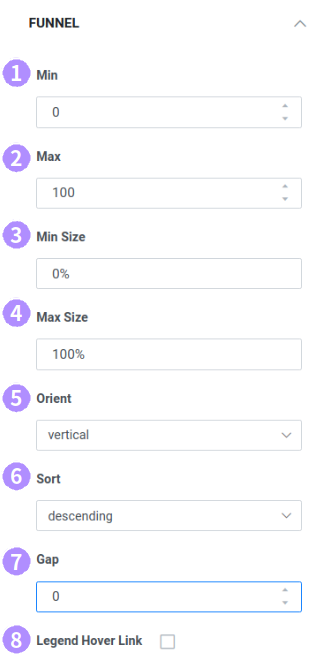 FUNNEL
1 Min
0
2 Max
100
3 Min Size
0%
4 Max Size
100%
5 Orient
vertical
6 Sort
descending
7 Gap
0
8 Legend Hover Link